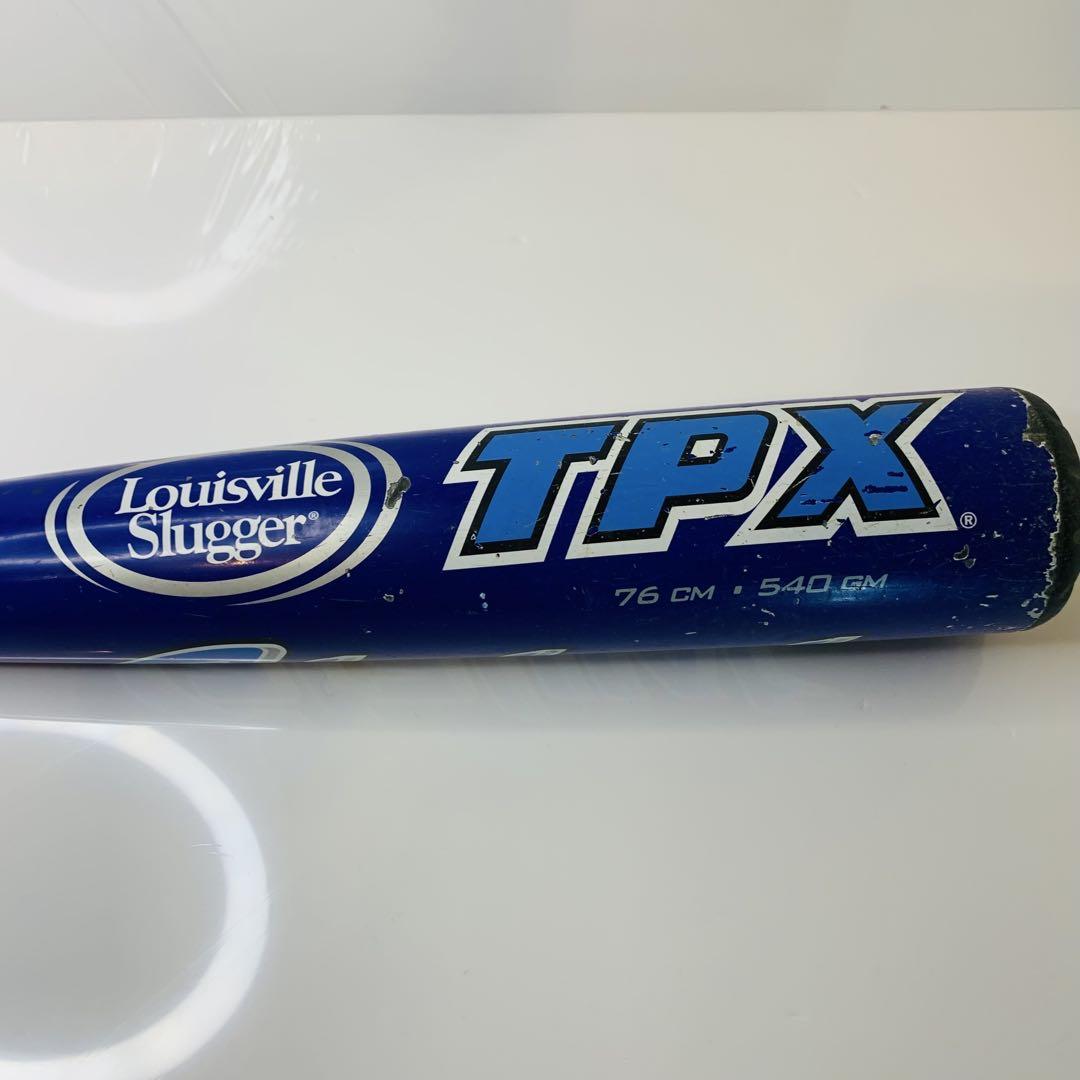 Louisville
Slugger®
TPX®
76 CM • 540 GM